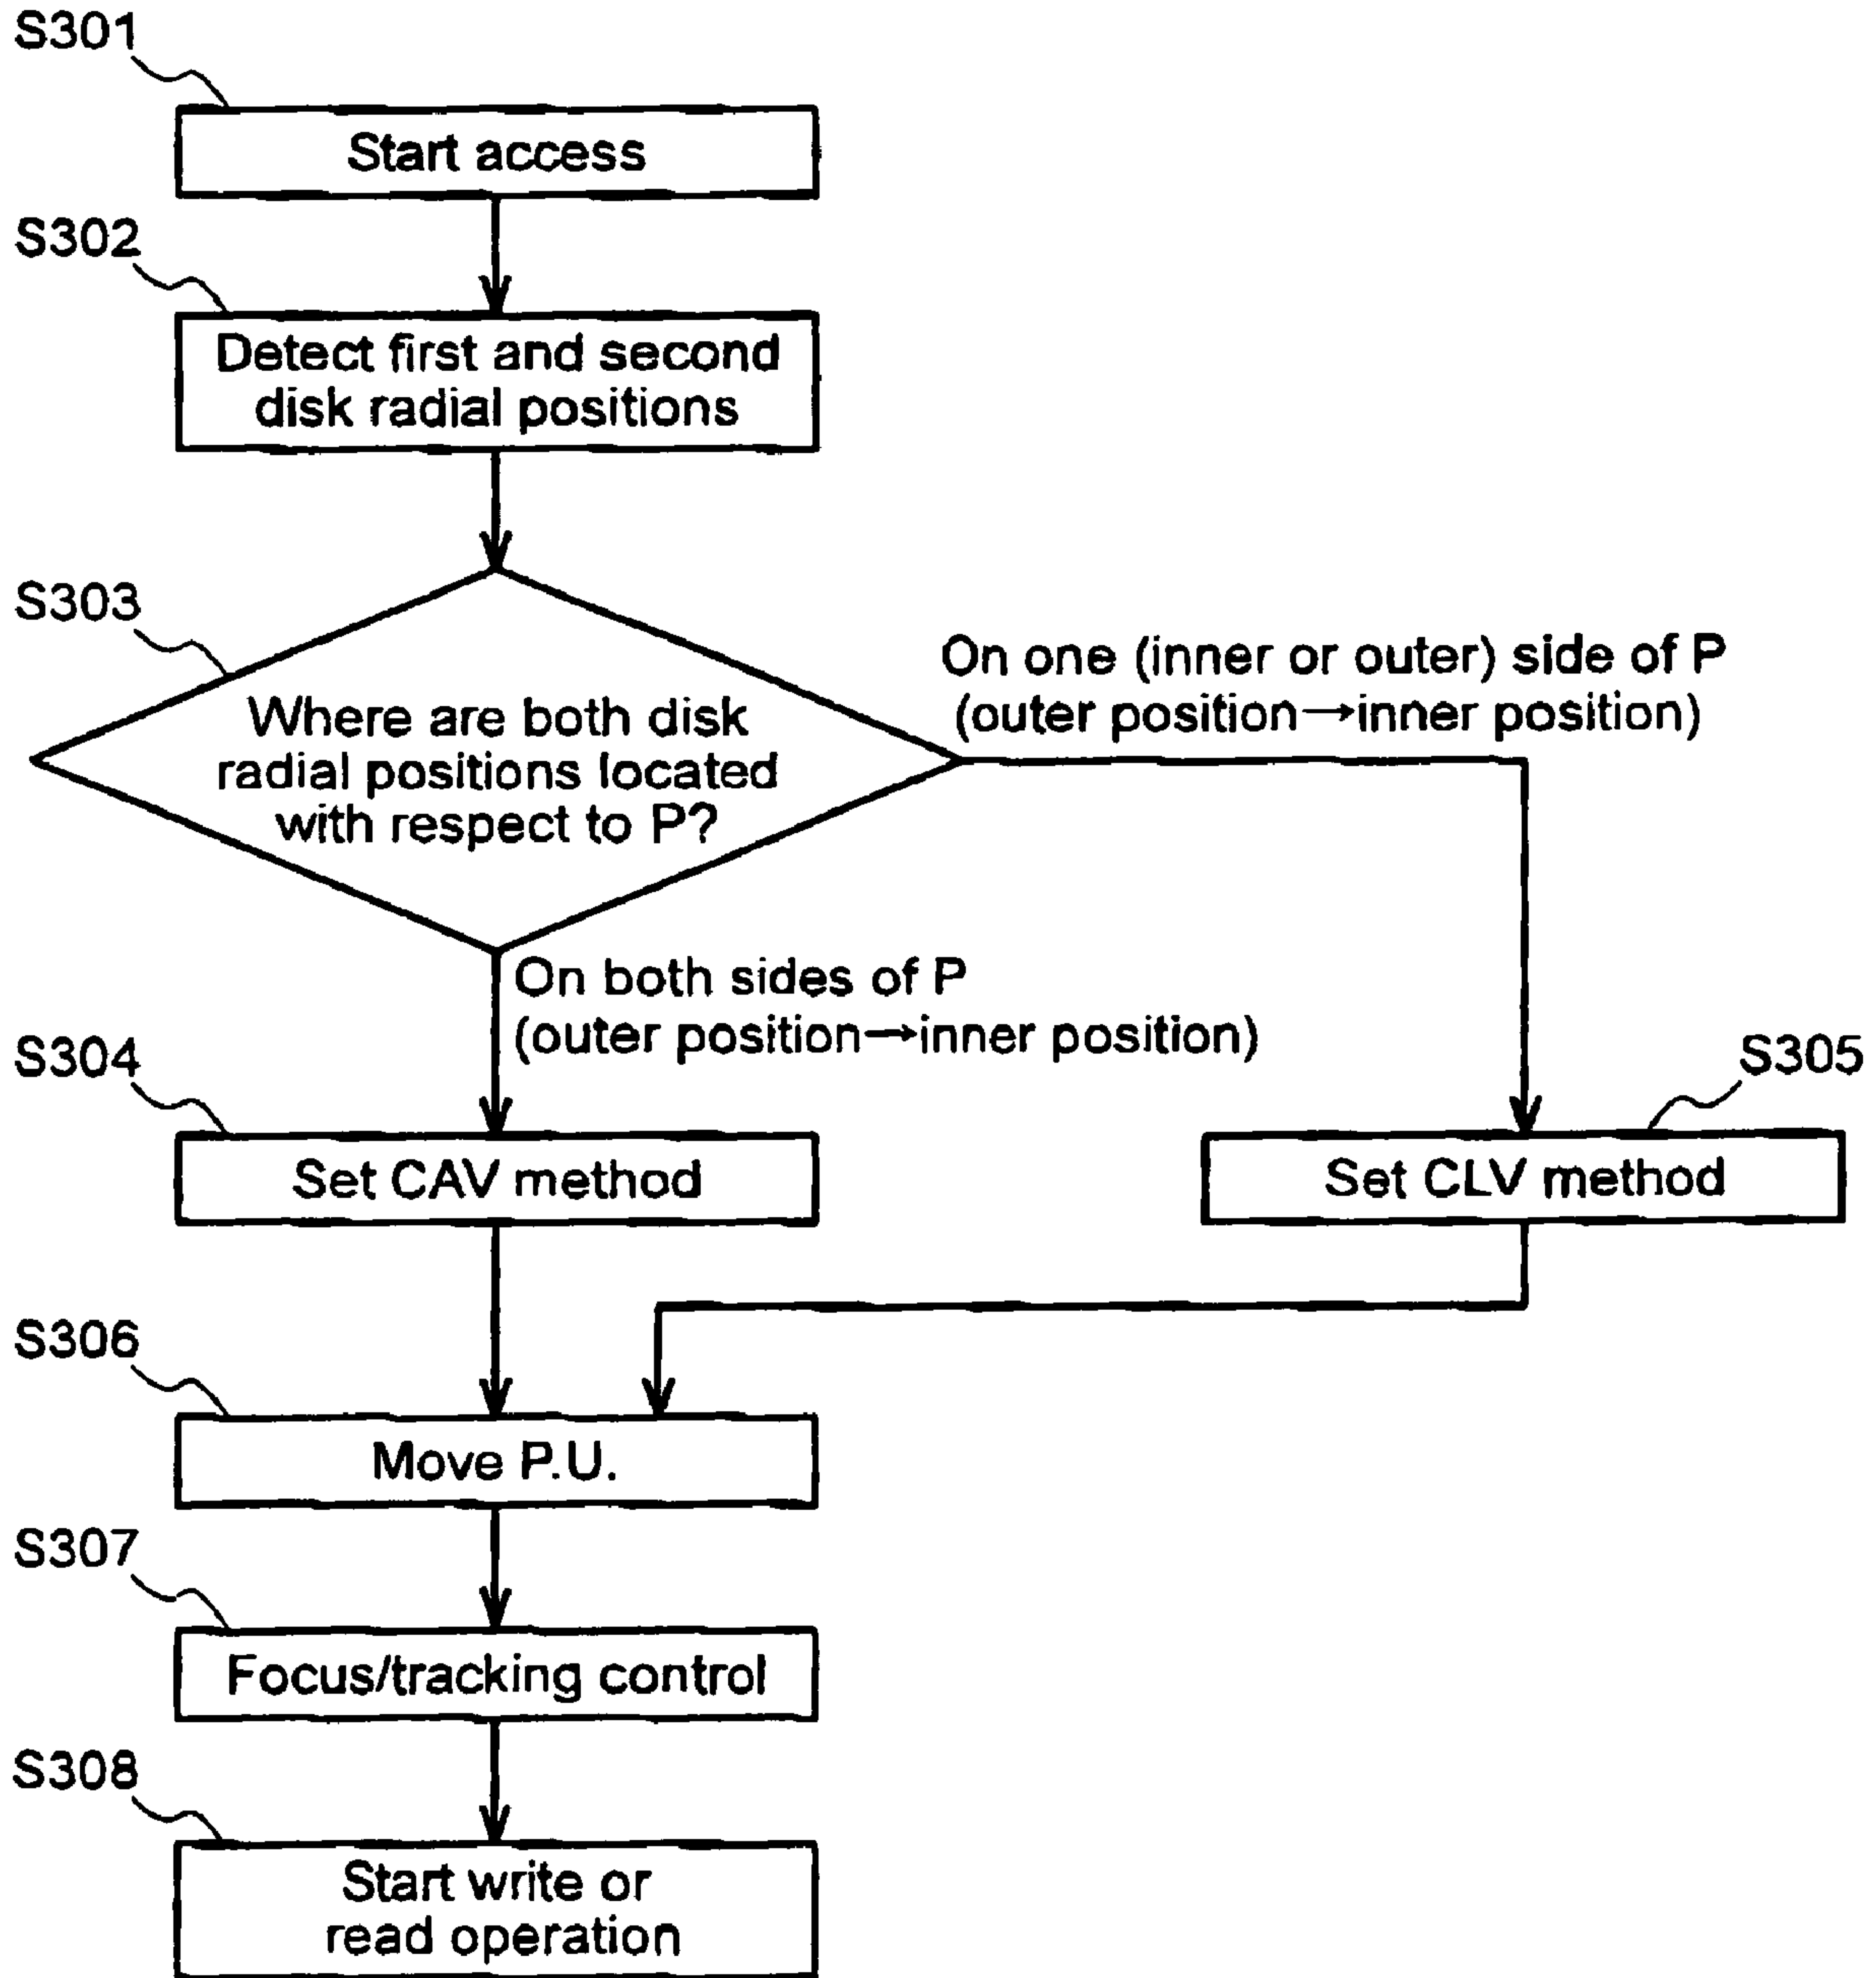 S301
Start access
S302
Detect first and second
disk radial positions
S303
Where are both disk
radial positions located
with respect to P?
On one (inner or outer) side of P
(outer position→inner position)
On both sides of P
(outer position→inner position)
S304
Set CAV method
S305
Set CLV method
S306
Move P.U.
S307
Focus/tracking control
S308
Start write or
read operation